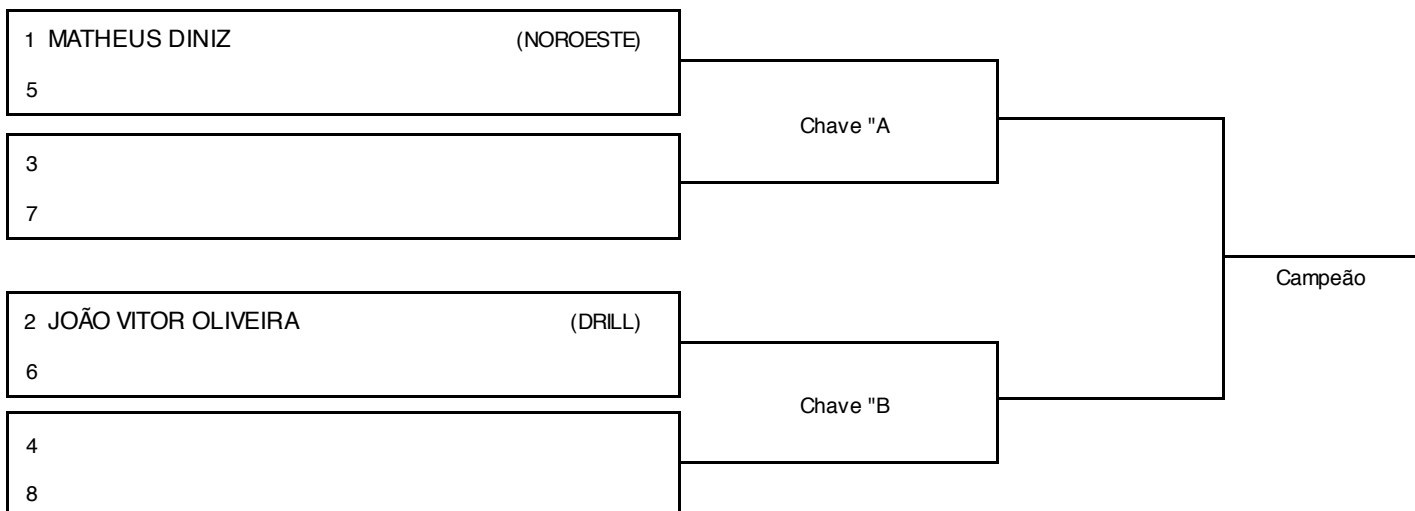 1 MATHEUS DINIZ (NOROESTE)
5
Chave "A
3
7
Campeão
2 JOÃO VITOR OLIVEIRA (DRILL)
6
Chave "B
4
8